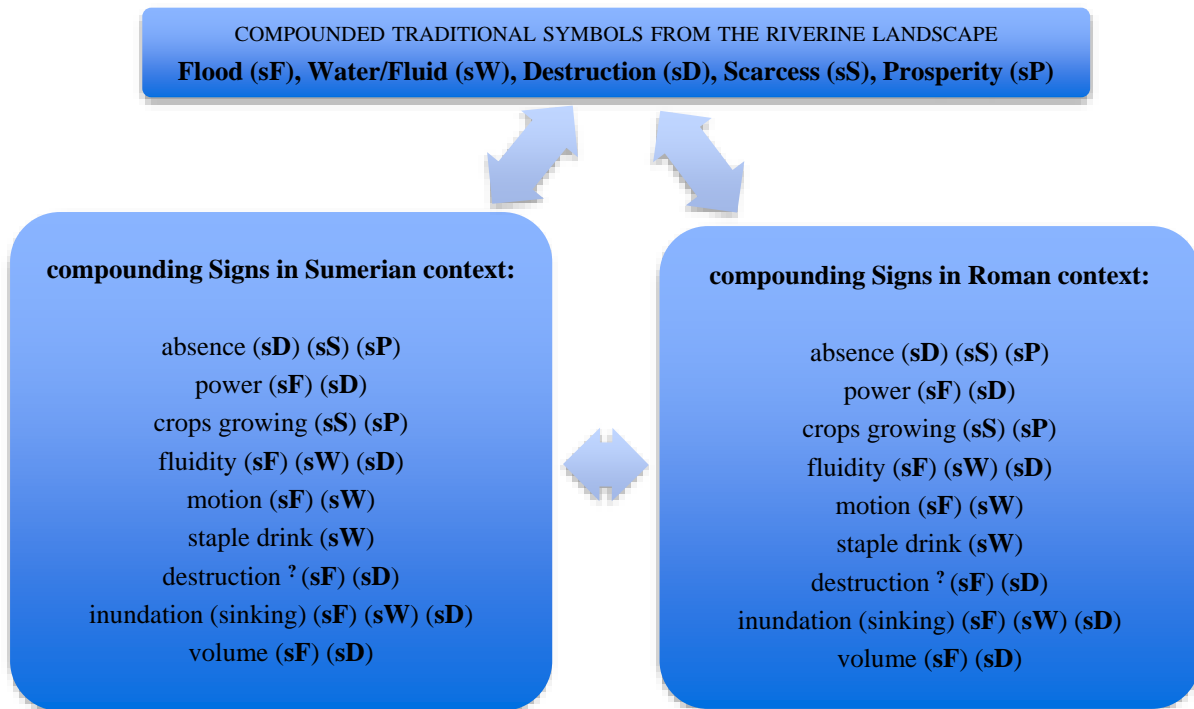 COMPOUNDED TRADITIONAL SYMBOLS FROM THE RIVERINE LANDSCAPE
Flood (sF), Water/Fluid (sW), Destruction (sD), Scarcess (sS), Prosperity (sP)
compounding Signs in Sumerian context:
absence (sD) (sS) (sP)
power (sF) (sD)
crops growing (sS) (sP)
fluidity (sF) (sW) (sD)
motion (sF) (sW)
staple drink (sW)
destruction ? (sF) (sD)
inundation (sinking) (sF) (sW) (sD)
volume (sF) (sD)
compounding Signs in Roman context:
absence (sD) (sS) (sP)
power (sF) (sD)
crops growing (sS) (sP)
fluidity (sF) (sW) (sD)
motion (sF) (sW)
staple drink (sW)
destruction ? (sF) (sD)
inundation (sinking) (sF) (sW) (sD)
volume (sF) (sD)